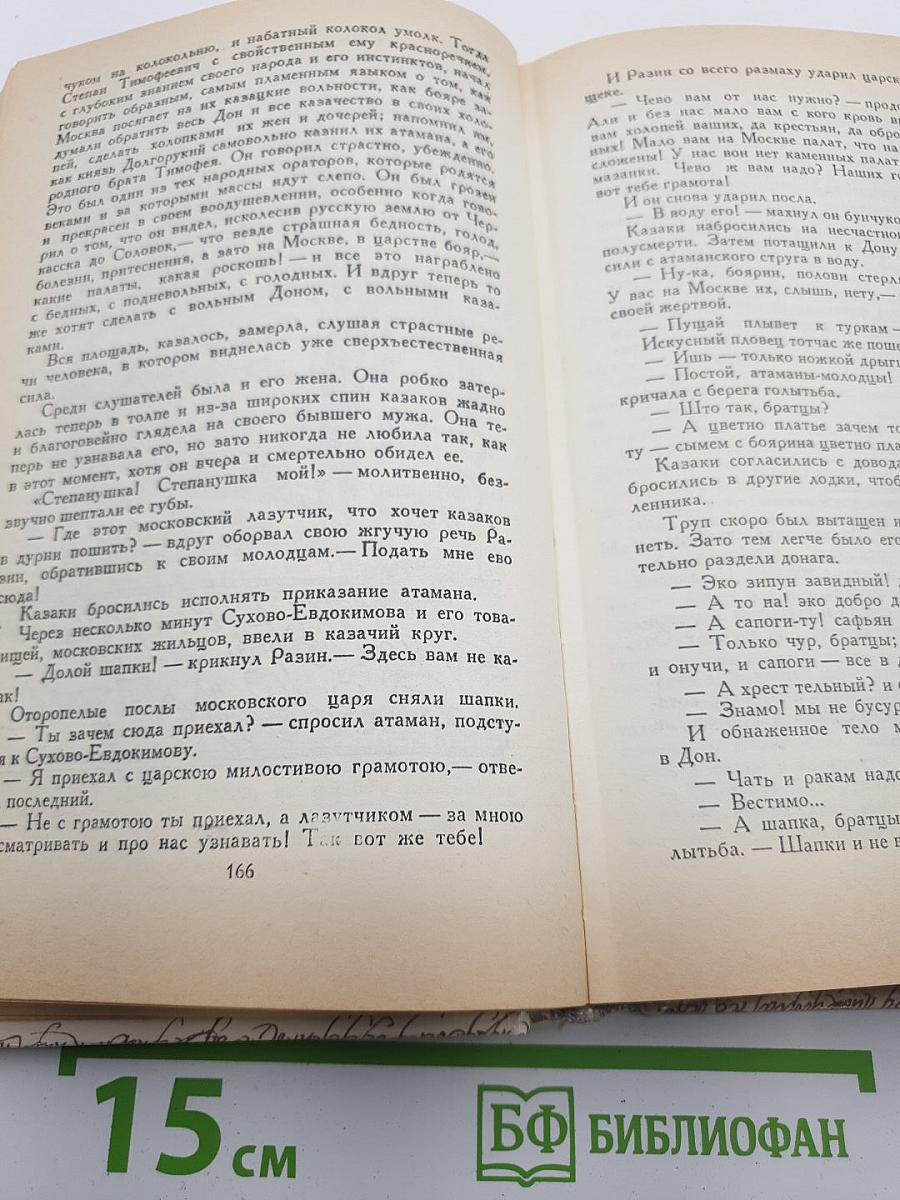 чуком на колокольню, и набатный колокол умолк. Тогда
Степан Тимофеевич с свойственным ему красноречием,
с глубоким знанием своего народа и его инстинктов, начал
говорить образным, самым пламенным языком о том, как
Москва посягает на их казацкие вольности, как бояре за-
думали обратить весь Дон и все казачество в своих холо-
пей, сделать холопками их жен и дочерей; напомнил им,
как князь Долгорукий самовольно казнил их атамана, а его
родного брата Тимофея. Он говорил страстно, убежденно.
Это был один из тех народных ораторов, которые родятся
веками и за которыми массы идут слепо. Он был грозен
и прекрасен в своем воодушевлении, особенно когда гово-
рил о том, что он видел, исколесив русскую землю от Чер-
касска до Соловок,— что везде страшная бедность, голод,
болезни, притеснения, а зато на Москве, в царстве бояр,—
какие палаты, какая роскошь! — и все это награблено
с бедных, с подневольных, с голодных. И вдруг теперь то
же хотят сделать с вольным Доном, с вольными каза-
ками.
Вся площадь, казалось, замерла, слушая страстные ре-
чи человека, в котором виднелась уже сверхъестественная
сила.
Среди слушателей была и его жена. Она робко затер-
лась теперь в толпе и из-за широких спин казаков жадно
и благоговейно глядела на своего бывшего мужа. Она те-
перь не узнавала его, но зато никогда не любила так, как
в этот момент, хотя он вчера и смертельно обидел ее.
«Степанушка! Степанушка мой!» — молитвенно, без-
звучно шептали ее губы.
— Где этот московский лазутчик, что хочет казаков
в дурни пошить? — вдруг оборвал свою жгучую речь Ра-
зин, обратившись к своим молодцам.— Подать мне ево
сюда!
Казаки бросились исполнять приказание атамана.
Через несколько минут Сухово-Евдокимова и его това-
ищей, московских жильцов, ввели в казачий круг.
— Долой шапки! — крикнул Разин.— Здесь вам не ка-
ак!
Оторопелые послы московского царя сняли шапки.
— Ты зачем сюда приехал? — спросил атаман, подсту-
я к Сухово-Евдокимову.
— Я приехал с царскою милостивою грамотою,— отве-
последний.
— Не с грамотою ты приехал, а лазутчиком — за мною
сматривать и про нас узнавать! Так вот же тебе!
166
И Разин со всего размаху ударил царск
щеке.
— Чево вам от нас нужно? — продо
Али и без нас мало вам с кого кровь
вам холопей ваших, да крестьян, да обро
ных! Мало вам на Москве палат, что на
сложены! У нас вон нет каменных палат
мазанки. Чево ж вам надо? Наших го
вот тебе грамота!
И он снова ударил посла.
— В воду его! — махнул он бунчуко
Казаки набросились на несчастног
полусмерти. Затем потащили к Дону
сили с атаманского струга в воду.
— Ну-ка, боярин, полови стерл
У вас на Москве их, слышь, нету,—
своей жертвой.
— Пущай плывет к туркам —
Искусный пловец тотчас же поше
— Ишь — только ножкой дрыг
— Постой, атаманы-молодцы!
кричала с берега голытьба.
— Што так, братцы?
— А цветно платье зачем то
ту — сымем с боярина цветно пла
Казаки согласились с довода
бросились в другие лодки, чтоб
ленника.
Труп скоро был вытащен и
неть. Зато тем легче было его
тельно раздели донага.
— Эко зипун завидный!
— А то на! эко добро д
— А сапоги-ту! сафьян
— Только чур, братцы;
и онучи, и сапоги — все в д
— А хрест тельный? и
— Знамо! мы не бусур
И обнаженное тело м
в Дон.
— Чать и ракам надо
— Вестимо...
— А шапка, братцы
лытьба. — Шапки и не в
15 см
БФ БИБЛИОФАН